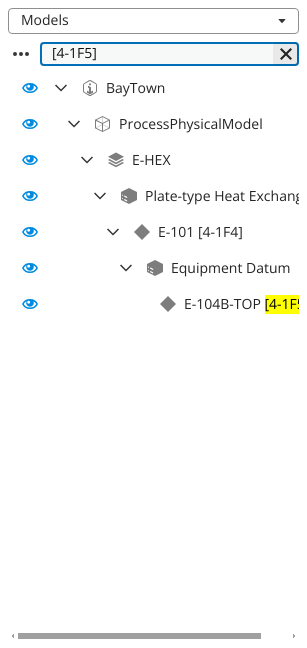 Models
[4-1F5]
BayTown
ProcessPhysicalModel
E-HEX
Plate-type Heat Exchang
E-101 [4-1F4]
Equipment Datum
E-104B-TOP [4-1F5